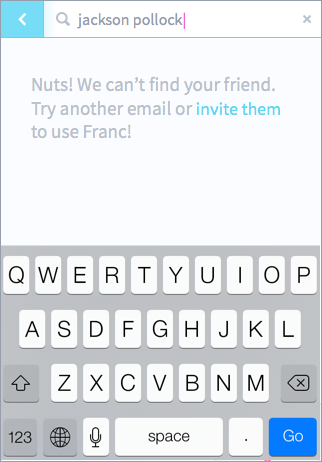 jackson pollock
Nuts! We can't find your friend.
Try another email or invite them
to use Franc!
Q W E R T Y U I O P
A S D F G H J K L
Z X C V B N M
123 space . Go